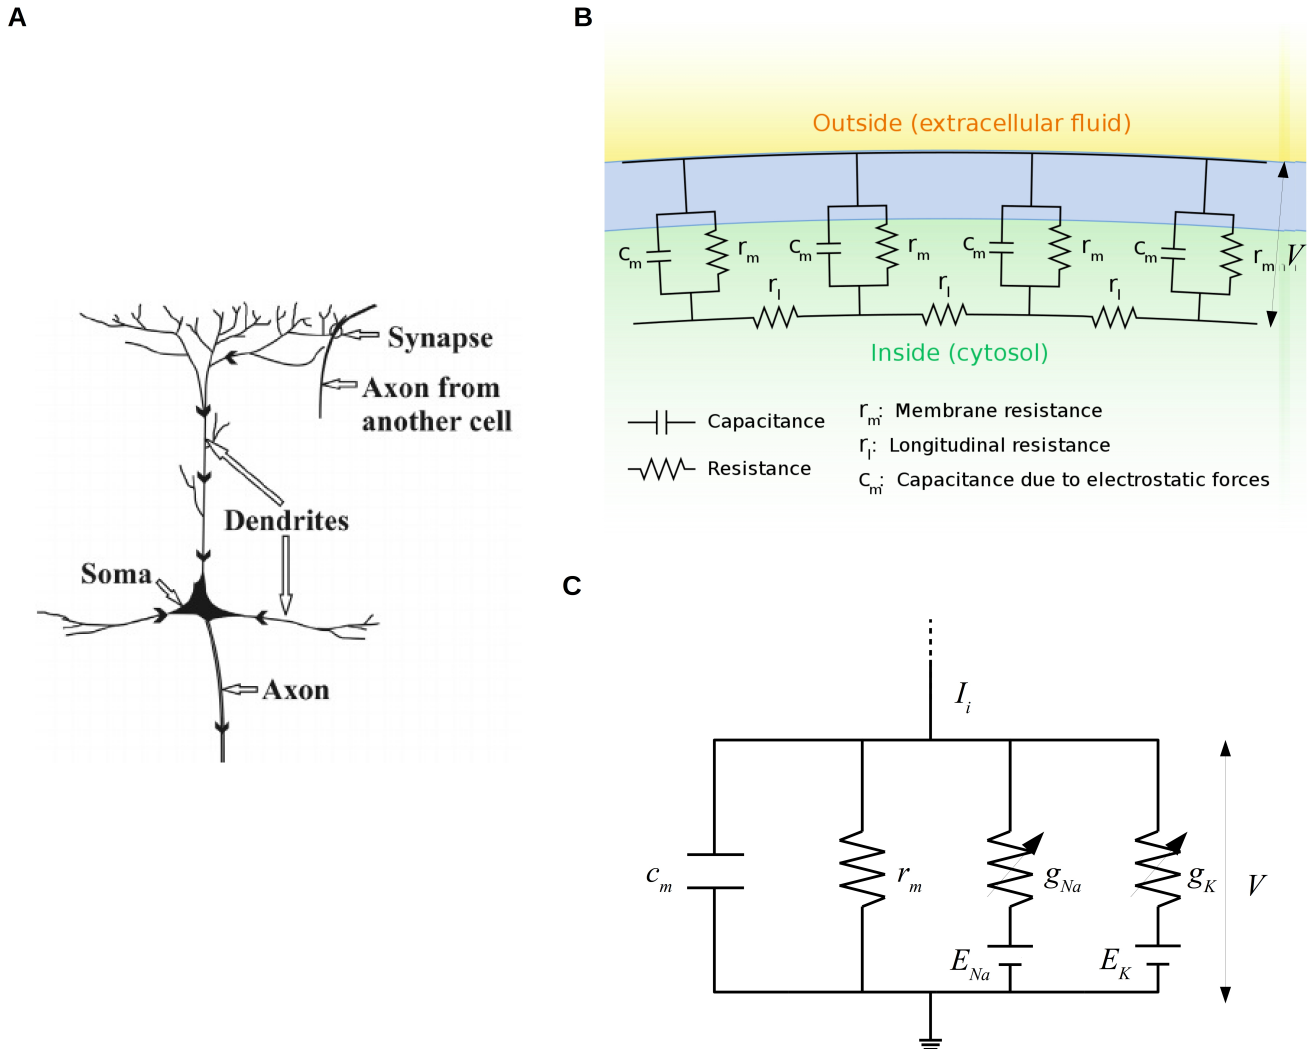 A
Synapse
Axon from
another cell
Dendrites
Soma
Axon
B
Outside (extracellular fluid)
cm rm cm rm cm rm cm rm V
rl rl rl
Inside (cytosol)
Capacitance
Resistance
rm: Membrane resistance
rl: Longitudinal resistance
cm: Capacitance due to electrostatic forces
C
Ii
cm rm gNa gK V
ENa EK